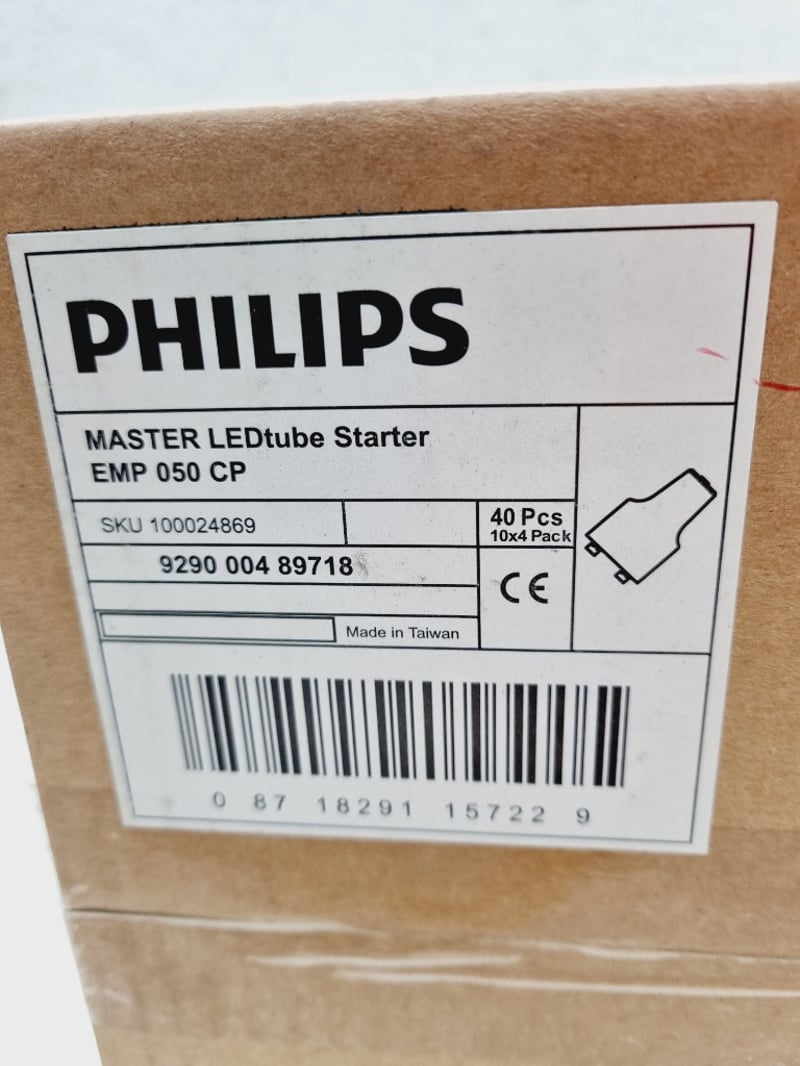 PHILIPS
MASTER LEDtube Starter
EMP 050 CP
SKU 100024869
40 Pcs
10x4 Pack
9290 004 89718
CE
Made in Taiwan
0 87 18291 15722 9